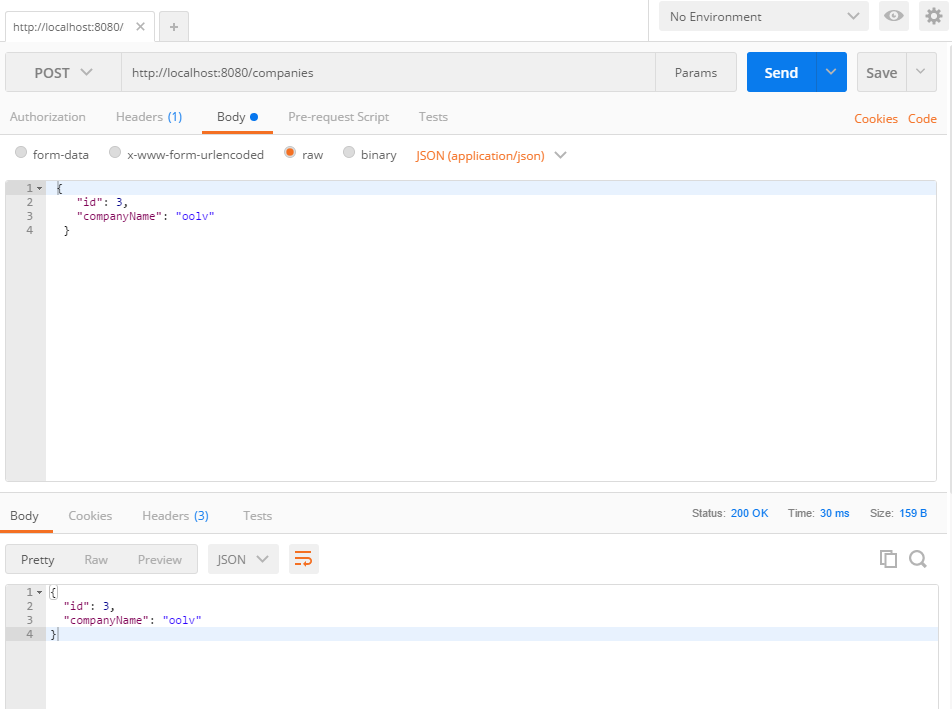 http://localhost:8080/ × +
No Environment
POST http://localhost:8080/companies Params Send Save
Authorization Headers (1) Body Pre-request Script Tests Cookies Code
form-data x-www-form-urlencoded raw binary JSON (application/json)
1 {
2 "id": 3,
3 "companyName": "oolv"
4 }
Body Cookies Headers (3) Tests Status: 200 OK Time: 30 ms Size: 159 B
Pretty Raw Preview JSON
1 {
2 "id": 3,
3 "companyName": "oolv"
4 }